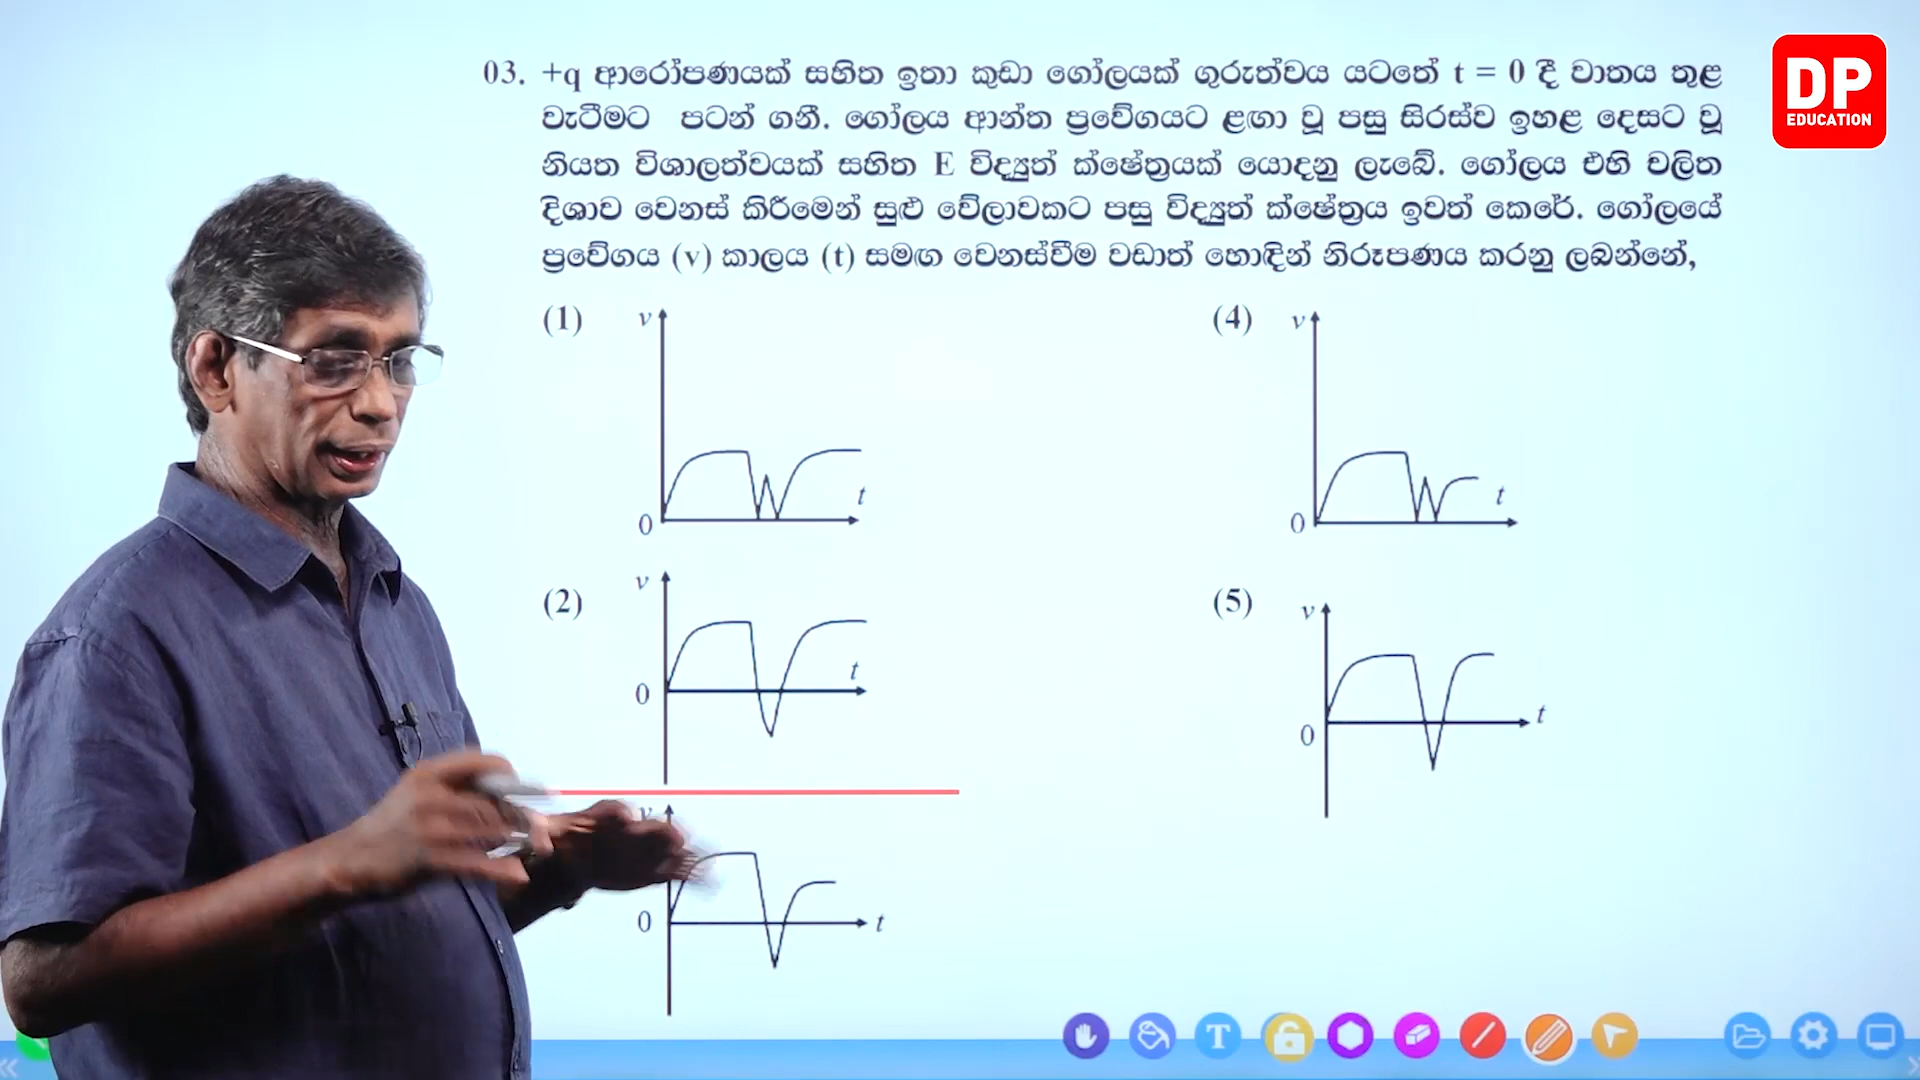 DP
EDUCATION
03. +q ආරෝපණයක් සහිත ඉතා කුඩා ගෝලයක් ගුරුත්වය යටතේ t = 0 දී වාතය තුළ
වැටීමට පටන් ගනී. ගෝලය ආන්ත ප්‍රවේගයට ළඟා වූ පසු සිරස්ව ඉහළ දෙසට වූ
නියත විශාලත්වයක් සහිත E විද්‍යුත් ක්ෂේත්‍රයක් යොදනු ලැබේ. ගෝලය එහි චලිත
දිශාව වෙනස් කිරීමෙන් සුළු වේලාවකට පසු විද්‍යුත් ක්ෂේත්‍රය ඉවත් කෙරේ. ගෝලයේ
ප්‍රවේගය (v) කාලය (t) සමඟ වෙනස්වීම වඩාත් හොඳින් නිරූපණය කරනු ලබන්නේ,
(1) v t 0
(4) v t 0
(2) v t 0
(5) v t 0
v 0 t
T